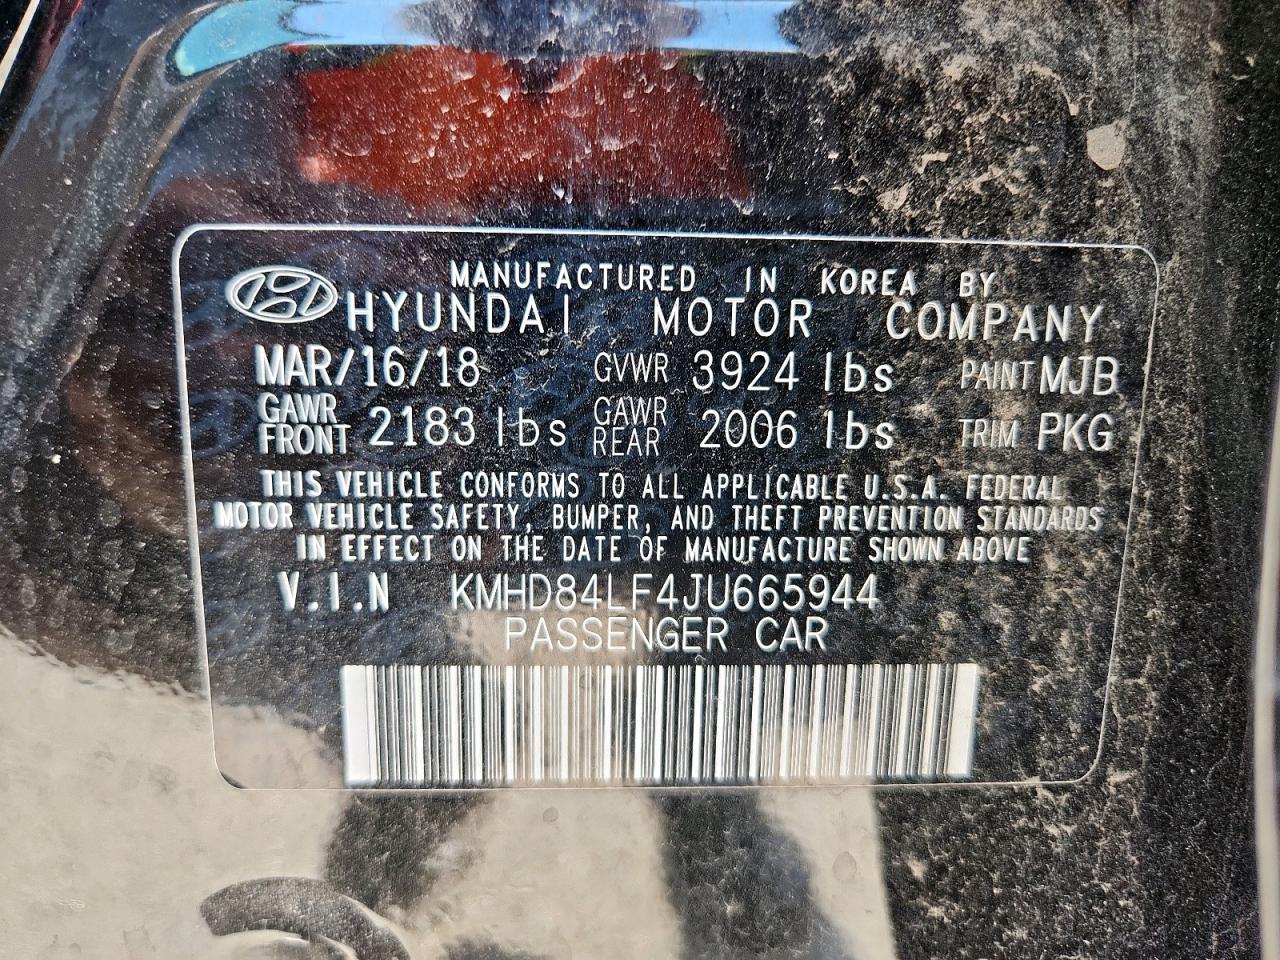 MANUFACTURED IN KOREA BY
HYUNDAI MOTOR COMPANY
MAR/16/18 GVWR 3924 lbs PAINT MJB
GAWR FRONT 2183 lbs GAWR REAR 2006 lbs TRIM PKG
THIS VEHICLE CONFORMS TO ALL APPLICABLE U.S.A. FEDERAL
MOTOR VEHICLE SAFETY, BUMPER, AND THEFT PREVENTION STANDARDS
IN EFFECT ON THE DATE OF MANUFACTURE SHOWN ABOVE
V.I.N KMHD84LF4JU665944
PASSENGER CAR